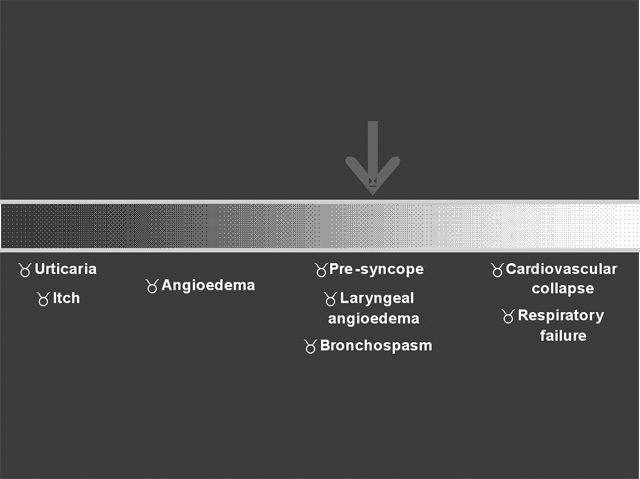 ♉Urticaria
♉Itch
♉Angioedema
♉Pre-syncope
♉Laryngeal
angioedema
♉Bronchospasm
♉Cardiovascular
collapse
♉Respiratory
failure